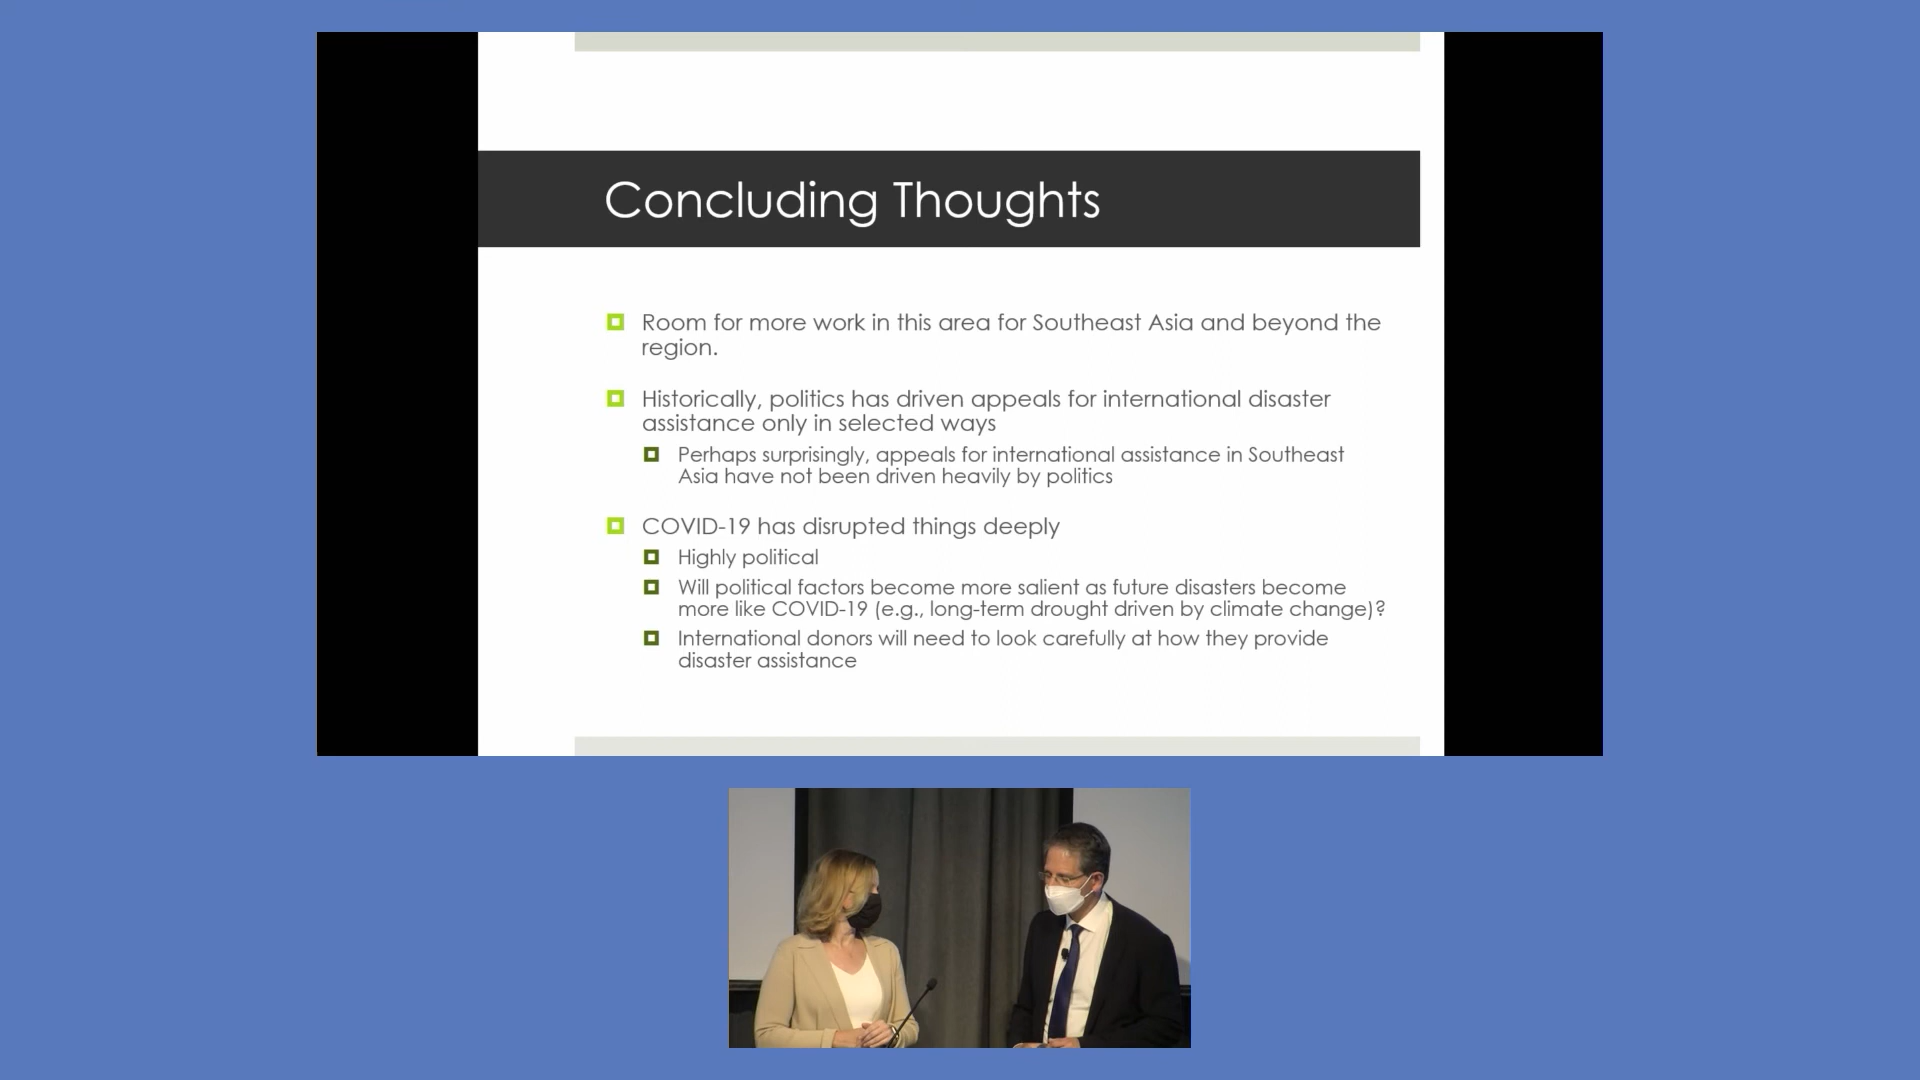 Concluding Thoughts
Room for more work in this area for Southeast Asia and beyond the
region.
Historically, politics has driven appeals for international disaster
assistance only in selected ways
Perhaps surprisingly, appeals for international assistance in Southeast
Asia have not been driven heavily by politics
COVID-19 has disrupted things deeply
Highly political
Will political factors become more salient as future disasters become
more like COVID-19 (e.g., long-term drought driven by climate change)?
International donors will need to look carefully at how they provide
disaster assistance